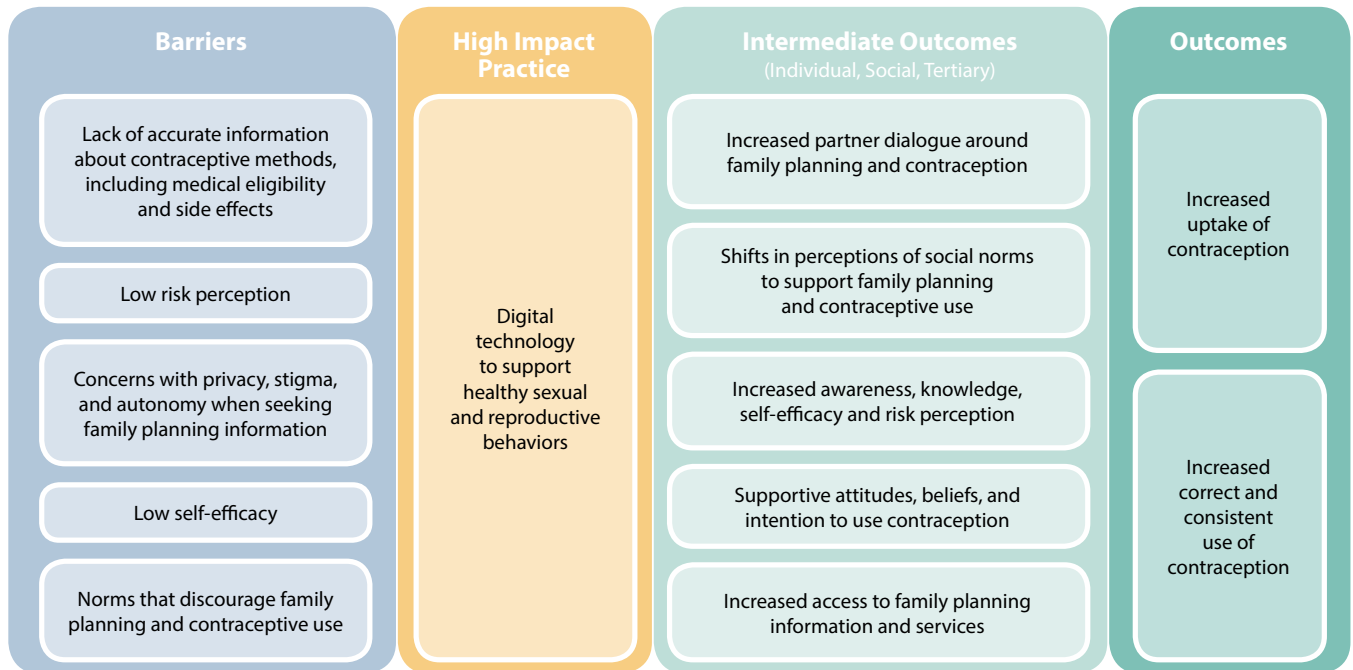 Barriers
Lack of accurate information
about contraceptive methods,
including medical eligibility
and side effects
Low risk perception
Concerns with privacy, stigma,
and autonomy when seeking
family planning information
Low self-efficacy
Norms that discourage family
planning and contraceptive use
High Impact
Practice
Digital
technology
to support
healthy sexual
and reproductive
behaviors
Intermediate Outcomes
(Individual, Social, Tertiary)
Increased partner dialogue around
family planning and contraception
Shifts in perceptions of social norms
to support family planning
and contraceptive use
Increased awareness, knowledge,
self-efficacy and risk perception
Supportive attitudes, beliefs, and
intention to use contraception
Increased access to family planning
information and services
Outcomes
Increased
uptake of
contraception
Increased
correct and
consistent
use of
contraception